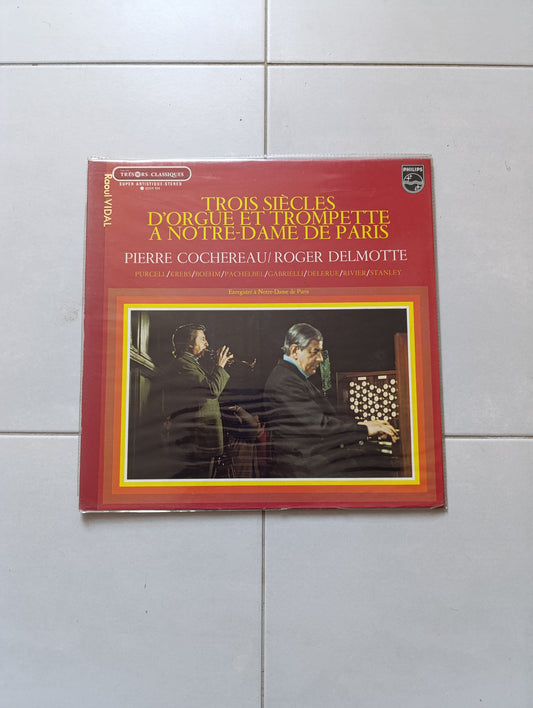 TRÉSORS CLASSIQUES
SUPER ARTISTIQUE STEREO
PHILIPS
Raoul VIDAL
TROIS SIÈCLES
D'ORGUE ET TROMPETTE
A NOTRE-DAME DE PARIS
PIERRE COCHEREAU/ROGER DELMOTTE
PURCELL/KREBS/BOEHM/PACHELBEL/GABRIELLI/DELERUE/RIVIER/STANLEY
Enregistré à Notre-Dame de Paris